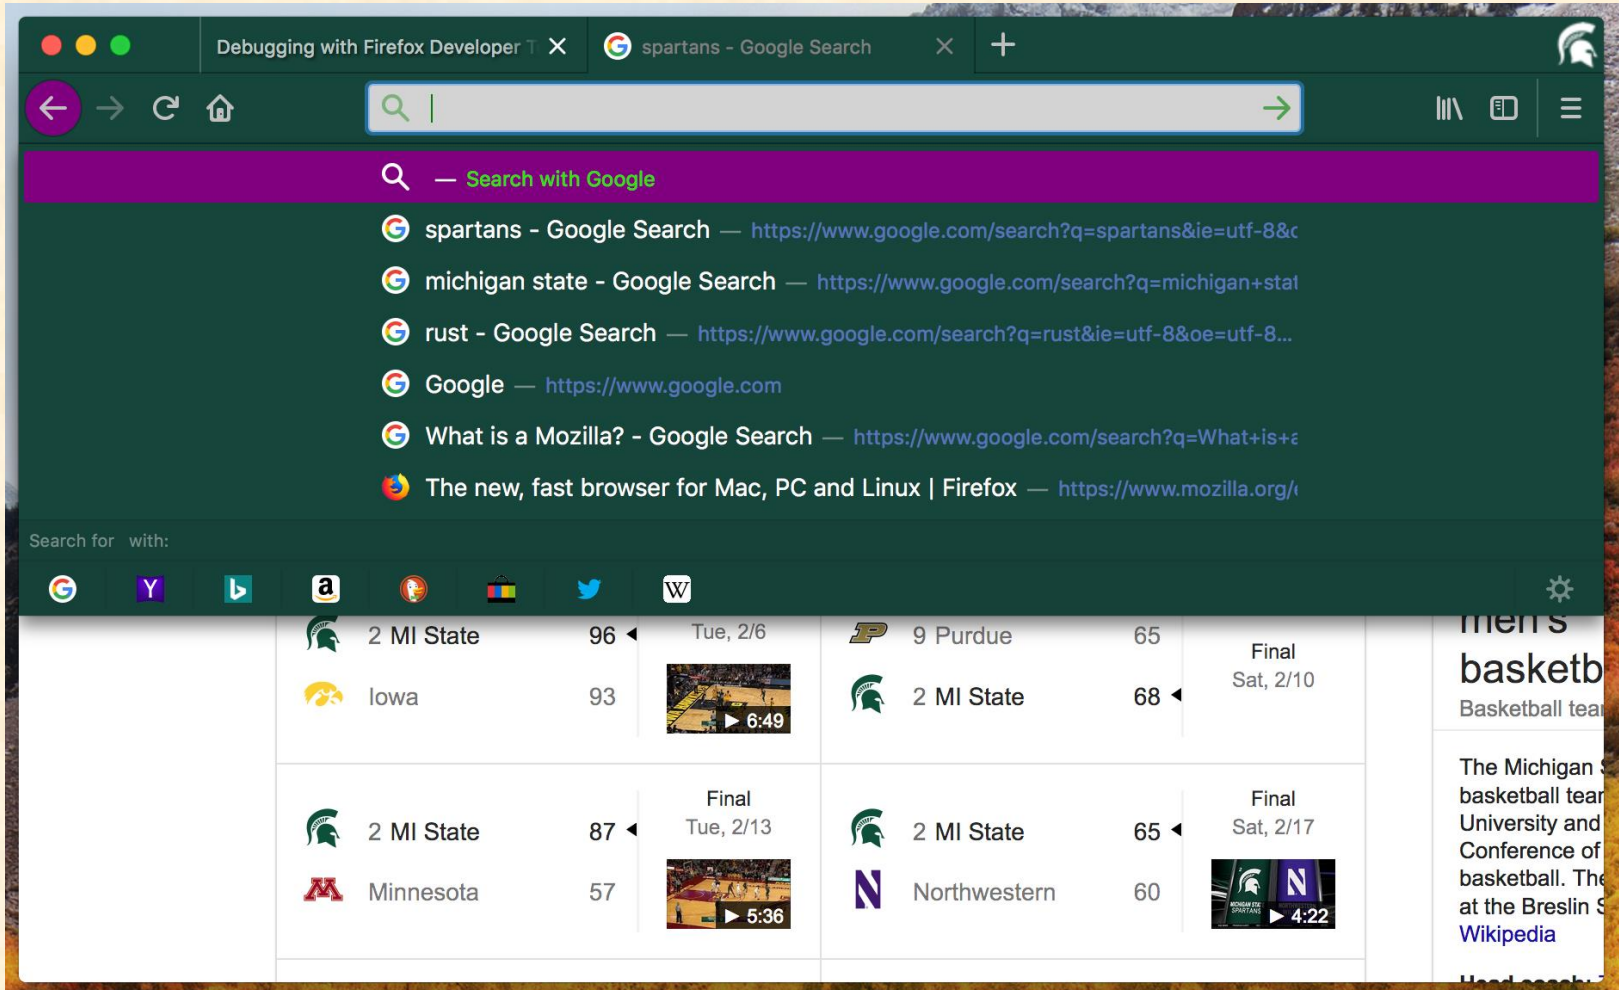 Debugging with Firefox Developer T
spartans - Google Search
— Search with Google
spartans - Google Search — https://www.google.com/search?q=spartans&ie=utf-8&c
michigan state - Google Search — https://www.google.com/search?q=michigan+stat
rust - Google Search — https://www.google.com/search?q=rust&ie=utf-8&oe=utf-8...
Google — https://www.google.com
What is a Mozilla? - Google Search — https://www.google.com/search?q=What+is+a
The new, fast browser for Mac, PC and Linux | Firefox — https://www.mozilla.org/
Search for with:
2 MI State 96
Tue, 2/6
Iowa 93
6:49
9 Purdue 65
2 MI State 68
Final
Sat, 2/10
2 MI State 87
Minnesota 57
Final
Tue, 2/13
5:36
2 MI State 65
Northwestern 60
Final
Sat, 2/17
4:22
men's
basketb
Basketball tear
The Michigan
basketball tear
University and
Conference of
basketball. The
at the Breslin S
Wikipedia